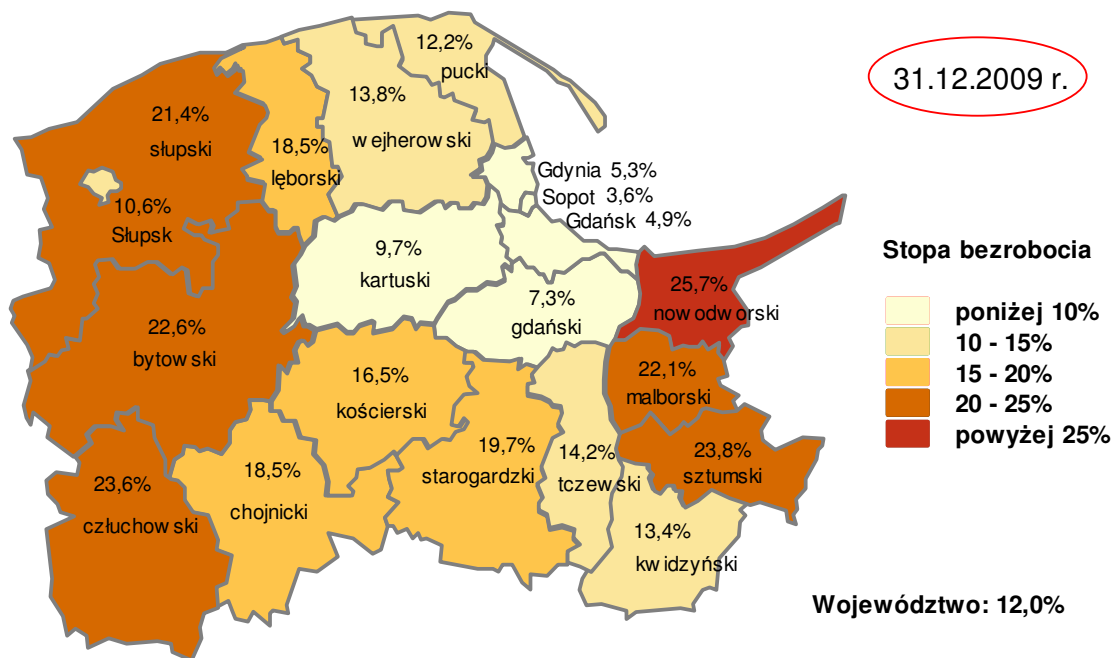 12,2%
pucki
31.12.2009 r.
13,8%
wejherowski
21,4%
słupski
18,5%
lęborski
Gdynia 5,3%
Sopot 3,6%
Gdańsk 4,9%
10,6%
Słupsk
9,7%
kartuski
Stopa bezrobocia
25,7%
nowodworski
7,3%
gdański
poniżej 10%
10 - 15%
15 - 20%
20 - 25%
powyżej 25%
22,6%
bytowski
16,5%
kościerski
22,1%
malborski
19,7%
starogardzki
14,2%
tczewski
23,8%
sztumski
18,5%
chojnicki
23,6%
człuchowski
13,4%
kwidzyński
Województwo: 12,0%